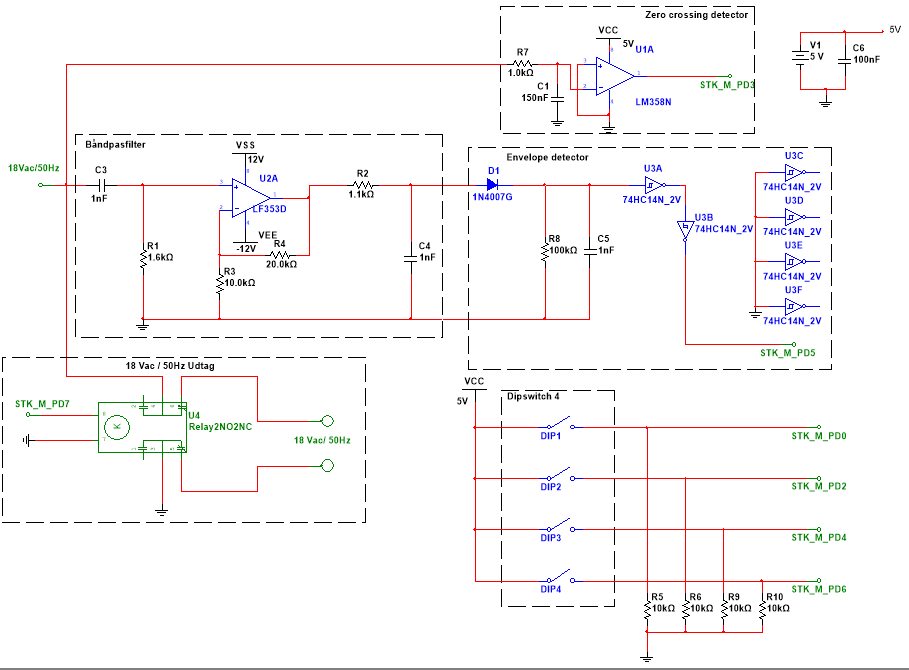 Zero crossing detector
VCC
5V
R7
1.0kΩ
U1A
C1
150nF
LM358N
STK_M_PD3
V1
5 V
C6
100nF
5V
Båndpasfilter
18Vac/50Hz
C3
1nF
VSS
12V
U2A
LF353D
VEE
-12V
R4
20.0kΩ
R1
1.6kΩ
R3
10.0kΩ
R2
1.1kΩ
C4
1nF
Envelope detector
D1
1N4007G
R8
100kΩ
C5
1nF
U3A
74HC14N_2V
U3B
74HC14N_2V
U3C
74HC14N_2V
U3D
74HC14N_2V
U3E
74HC14N_2V
U3F
74HC14N_2V
STK_M_PD5
18 Vac / 50Hz Udtag
STK_M_PD7
K
U4
Relay2NO2NC
18 Vac/ 50Hz
VCC
5V
Dipswitch 4
DIP1
STK_M_PD0
DIP2
STK_M_PD2
DIP3
STK_M_PD4
DIP4
STK_M_PD6
R5
10kΩ
R6
10kΩ
R9
10kΩ
R10
10kΩ